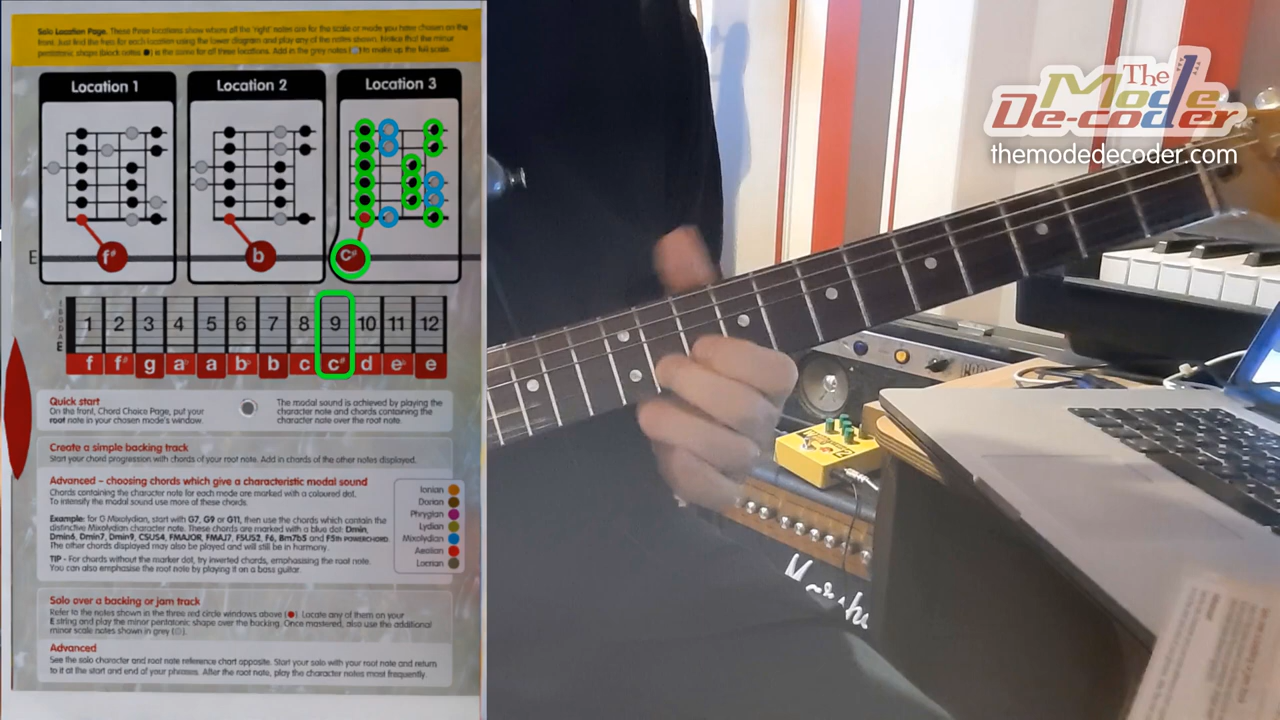 Solo Location Page. These three locations show where all the 'right' notes are for the scale or mode you have chosen on the
front. Just find the frets for each location using the lower diagram and play any of the notes shown. Notice that the minor
pentatonic shape (black notes ●) is the same for all three locations. Add in the grey notes to make up the full scale.
Location 1
Location 2
Location 3
E
f#
b
c#
1 2 3 4 5 6 7 8 9 10 11 12
E
f f# g a♭ a b♭ b c c# d e♭ e
Quick start
On the front, Chord Choice Page, put your
root note in your chosen mode's window.
The modal sound is achieved by playing the
character note and chords containing the
character note over the root note.
Create a simple backing track
Start your chord progression with chords of your root note. Add in chords of the other notes displayed.
Advanced – choosing chords which give a characteristic modal sound
Chords containing the character note for each mode are marked with a coloured dot.
To intensify the modal sound use more of these chords.
Example: for G Mixolydian, start with G7, G9 or G11, then use the chords which contain the
distinctive Mixolydian character note. These chords are marked with a blue dot: Dmin,
Dmin6, Dmin7, Dmin9, CSUS4, FMAJOR, FMAJ7, F5US2, F6, Bm7b5 and F5th POWERCHORD.
The other chords displayed may also be played and will still be in harmony.
TIP - For chords without the marker dot, try inverted chords, emphasising the root note.
You can also emphasise the root note by playing it on a bass guitar.
Ionian
Dorian
Phrygian
Lydian
Mixolydian
Aeolian
Locrian
Solo over a backing or jam track
Refer to the notes shown in the three red circle windows above (●). Locate any of them on your
E string and play the minor pentatonic shape over the backing. Once mastered, also use the additional
minor scale notes shown in grey
Advanced
See the solo character and root note reference chart opposite. Start your solo with your root note and return
to it at the start and end of your phrases. After the root note, play the character notes most frequently.
The
Mode
De-coder
themodedecoder.com